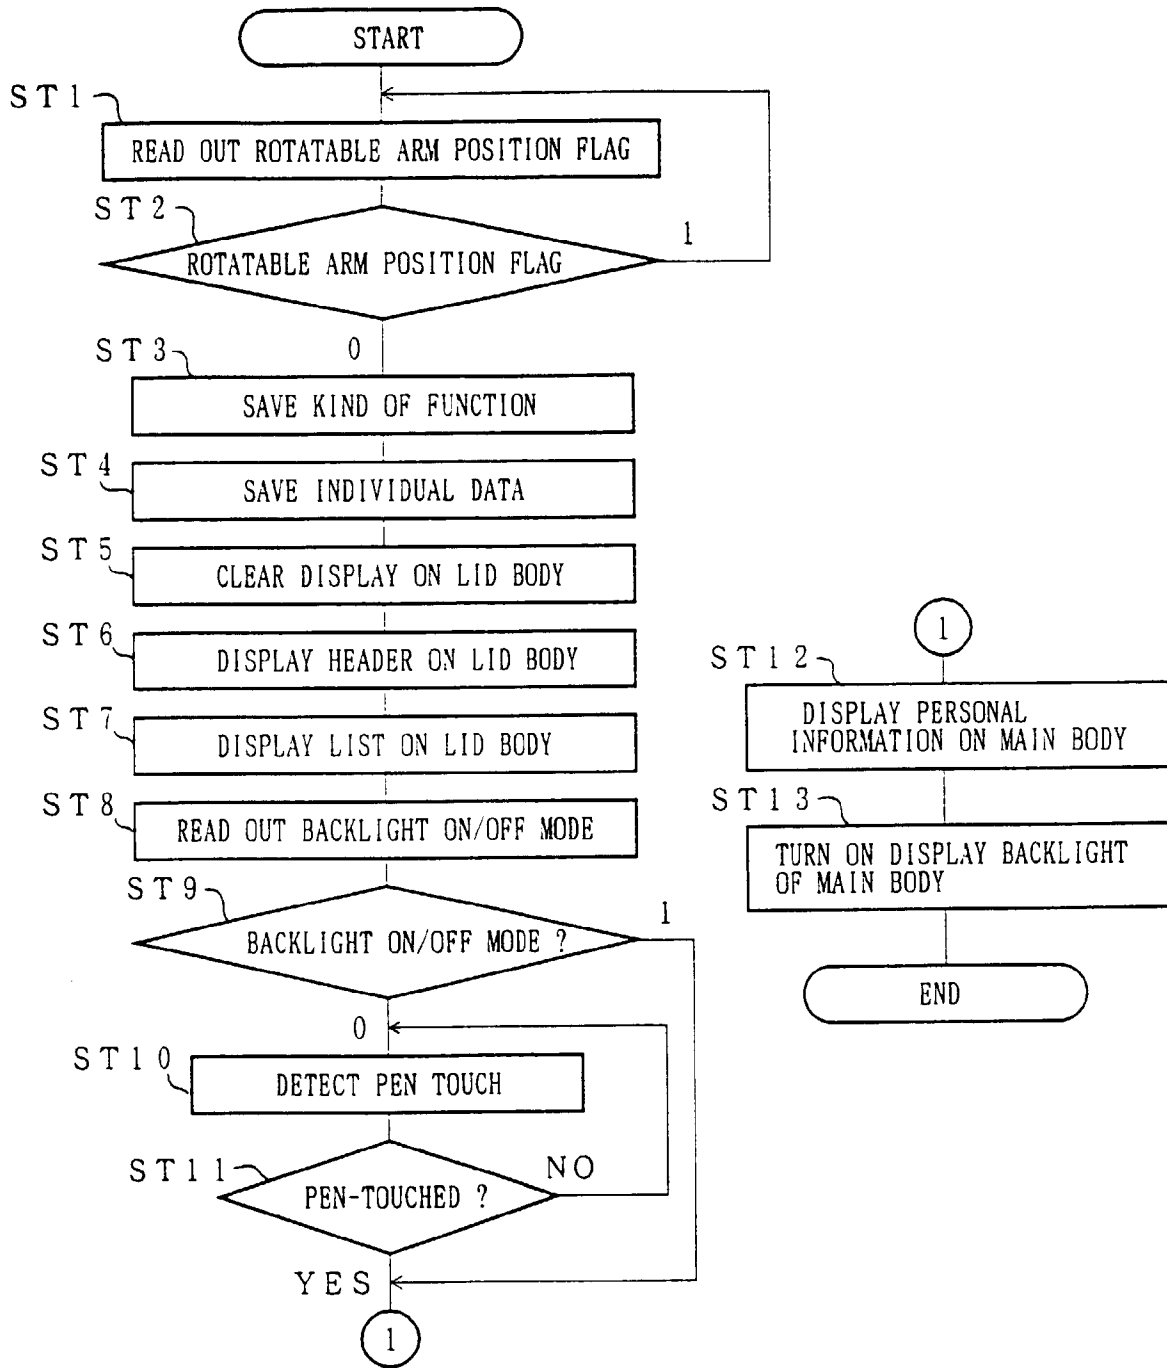 START
ST1
READ OUT ROTATABLE ARM POSITION FLAG
ST2
ROTATABLE ARM POSITION FLAG
1
0
ST3
SAVE KIND OF FUNCTION
ST4
SAVE INDIVIDUAL DATA
ST5
CLEAR DISPLAY ON LID BODY
ST6
DISPLAY HEADER ON LID BODY
ST7
DISPLAY LIST ON LID BODY
ST8
READ OUT BACKLIGHT ON/OFF MODE
ST9
BACKLIGHT ON/OFF MODE ?
1
0
ST10
DETECT PEN TOUCH
ST11
PEN-TOUCHED ?
NO
YES
1
1
ST12
DISPLAY PERSONAL
INFORMATION ON MAIN BODY
ST13
TURN ON DISPLAY BACKLIGHT
OF MAIN BODY
END